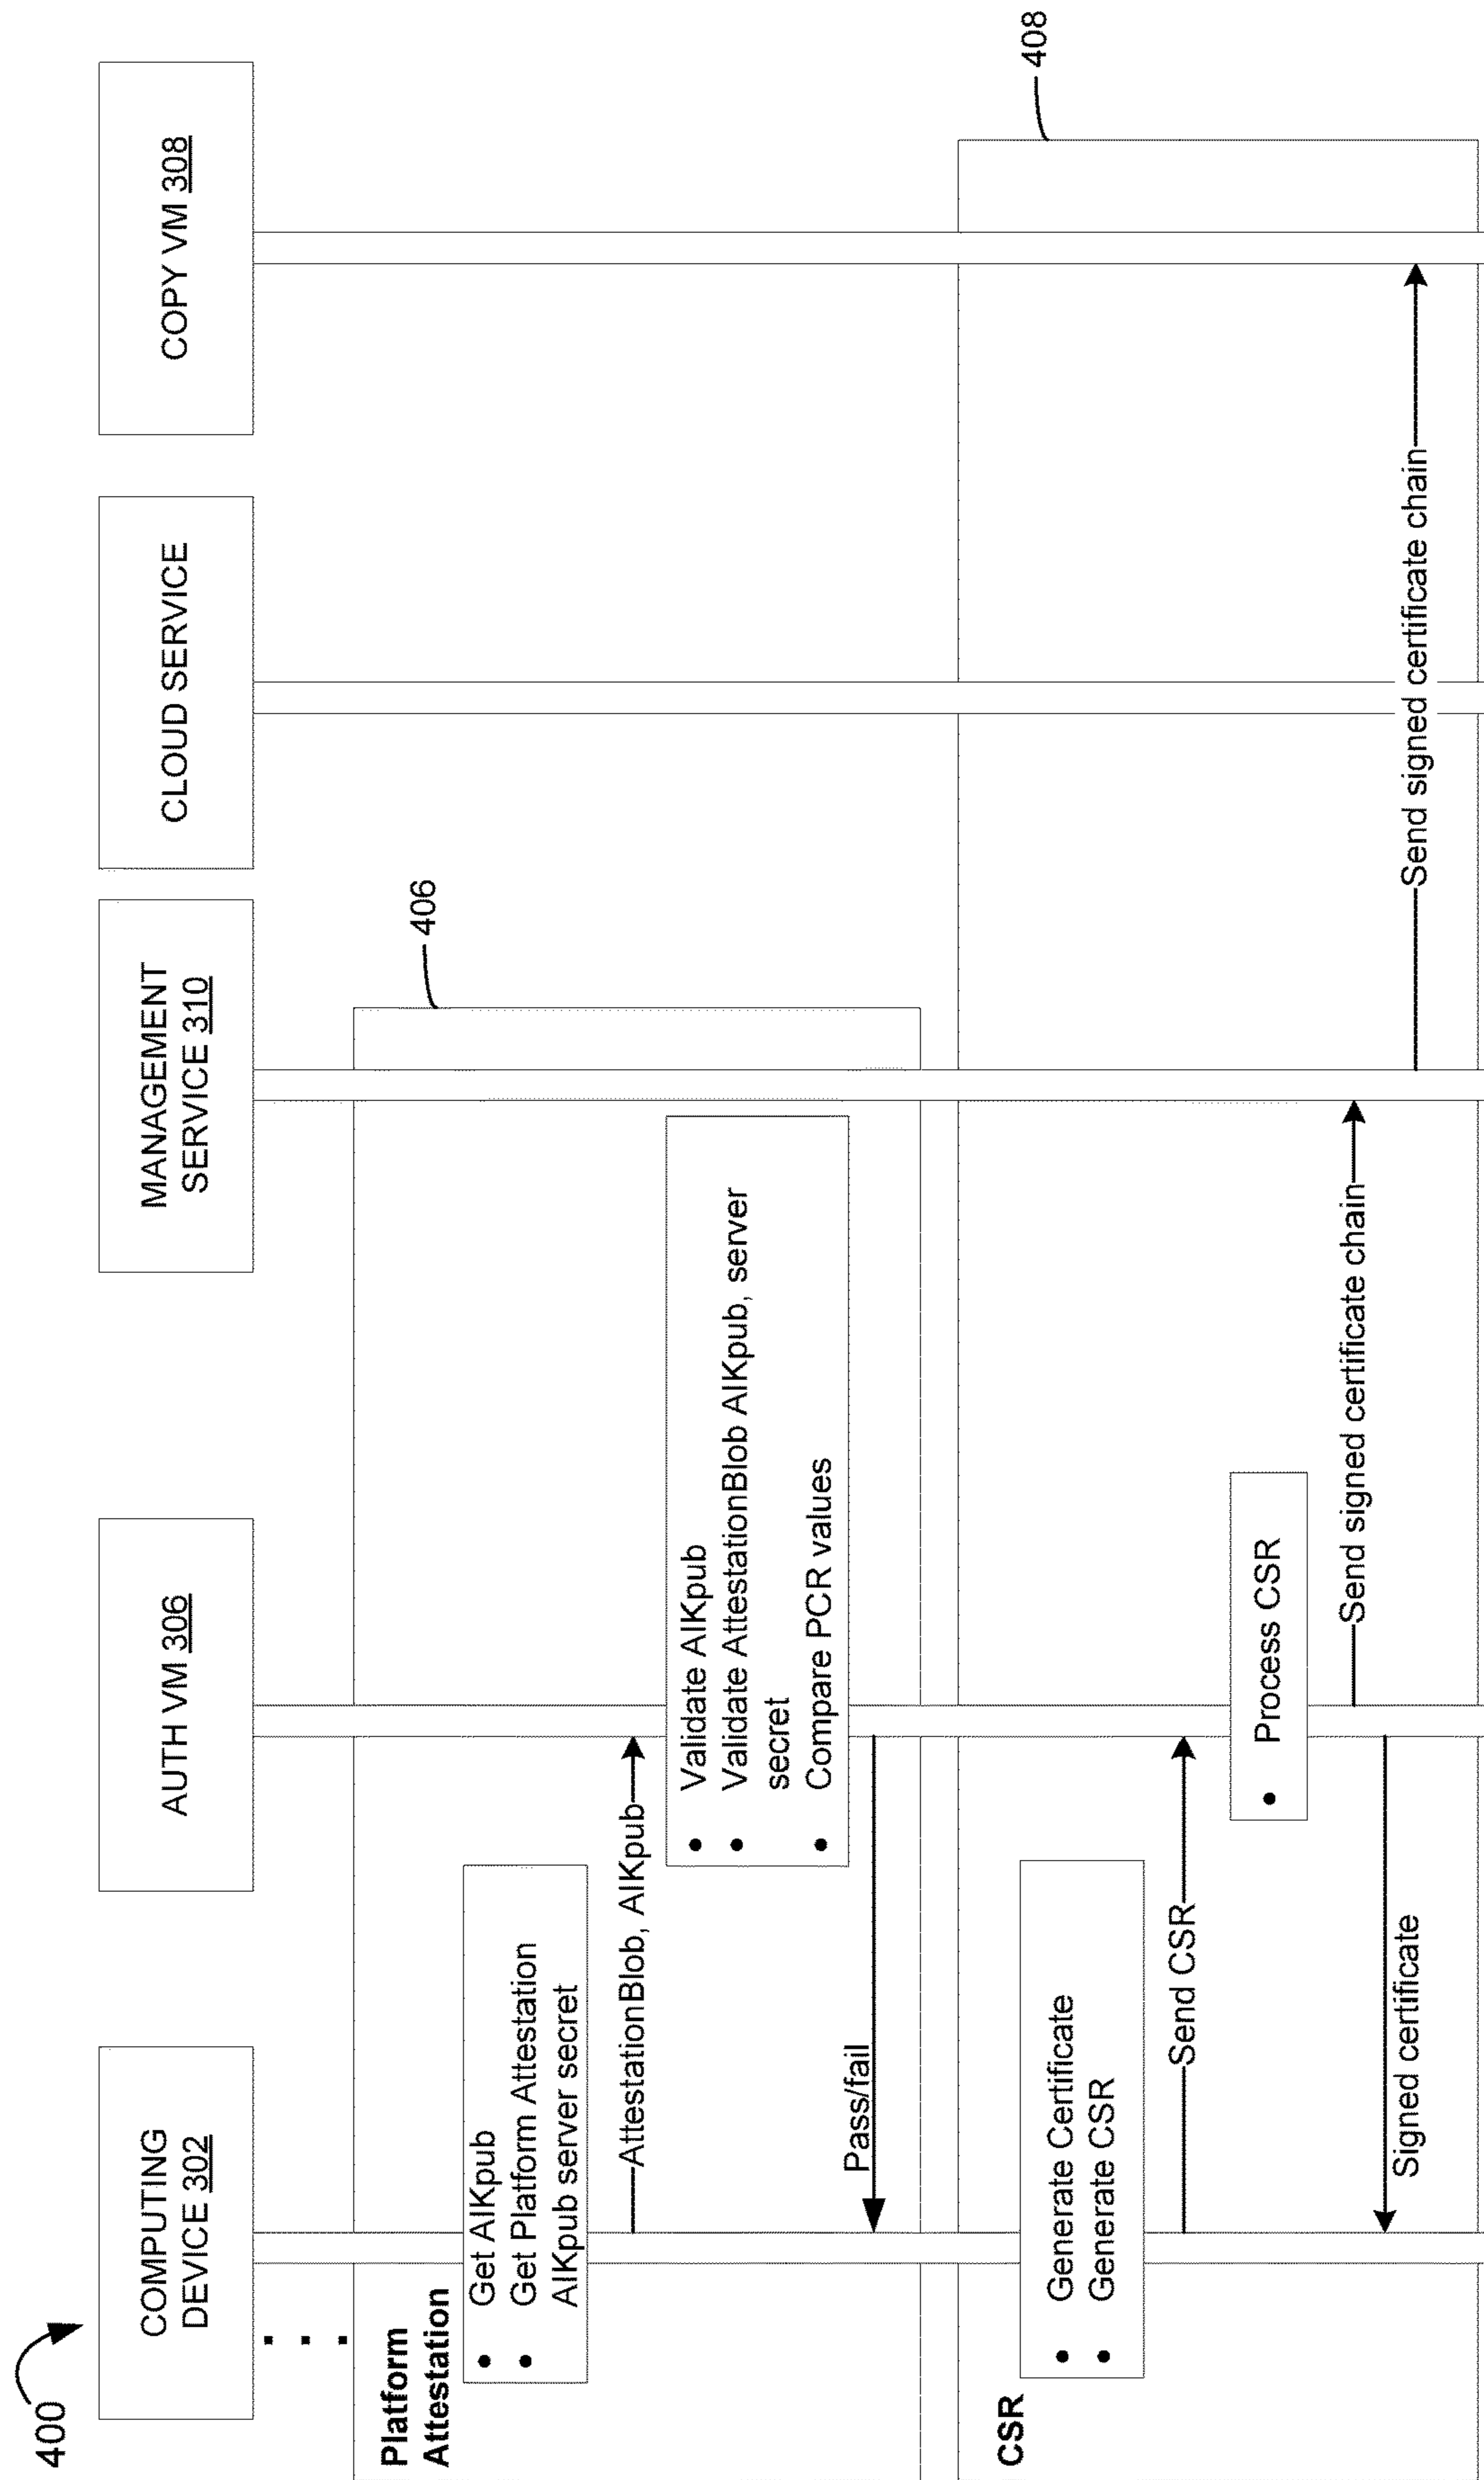 400
COMPUTING
DEVICE 302
AUTH VM 306
MANAGEMENT
SERVICE 310
CLOUD SERVICE
COPY VM 308
Platform
Attestation
406
• Get AIKpub
• Get Platform Attestation
AIKpub server secret
AttestationBlob, AIKpub
• Validate AIKpub
• Validate AttestationBlob AIKpub, server
secret
• Compare PCR values
Pass/fail
CSR
408
• Generate Certificate
• Generate CSR
Send CSR
• Process CSR
Send signed certificate chain
Signed certificate
Send signed certificate chain